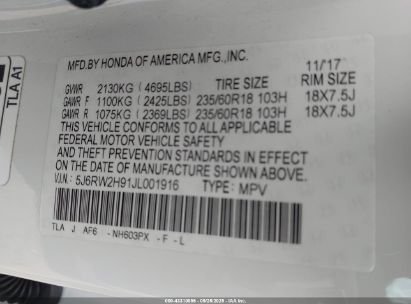 MFD.BY HONDA OF AMERICA MFG.,INC. 11/'17
GVWR 2130KG (4695LBS) TIRE SIZE RIM SIZE
GAWR F 1100KG (2425LBS) 235/60R18 103H 18X7.5J
GAWR R 1075KG (2369LBS) 235/60R18 103H 18X7.5J
THIS VEHICLE CONFORMS TO ALL APPLICABLE
FEDERAL MOTOR VEHICLE SAFETY
AND THEFT PREVENTION STANDARDS IN EFFECT
ON THE DATE OF MANUFACTURE SHOWN ABOVE.
V.I.N: 5J6RW2H91JL001916 TYPE: MPV
TLA J AF6 -NH603PX -F -L
TLA A1